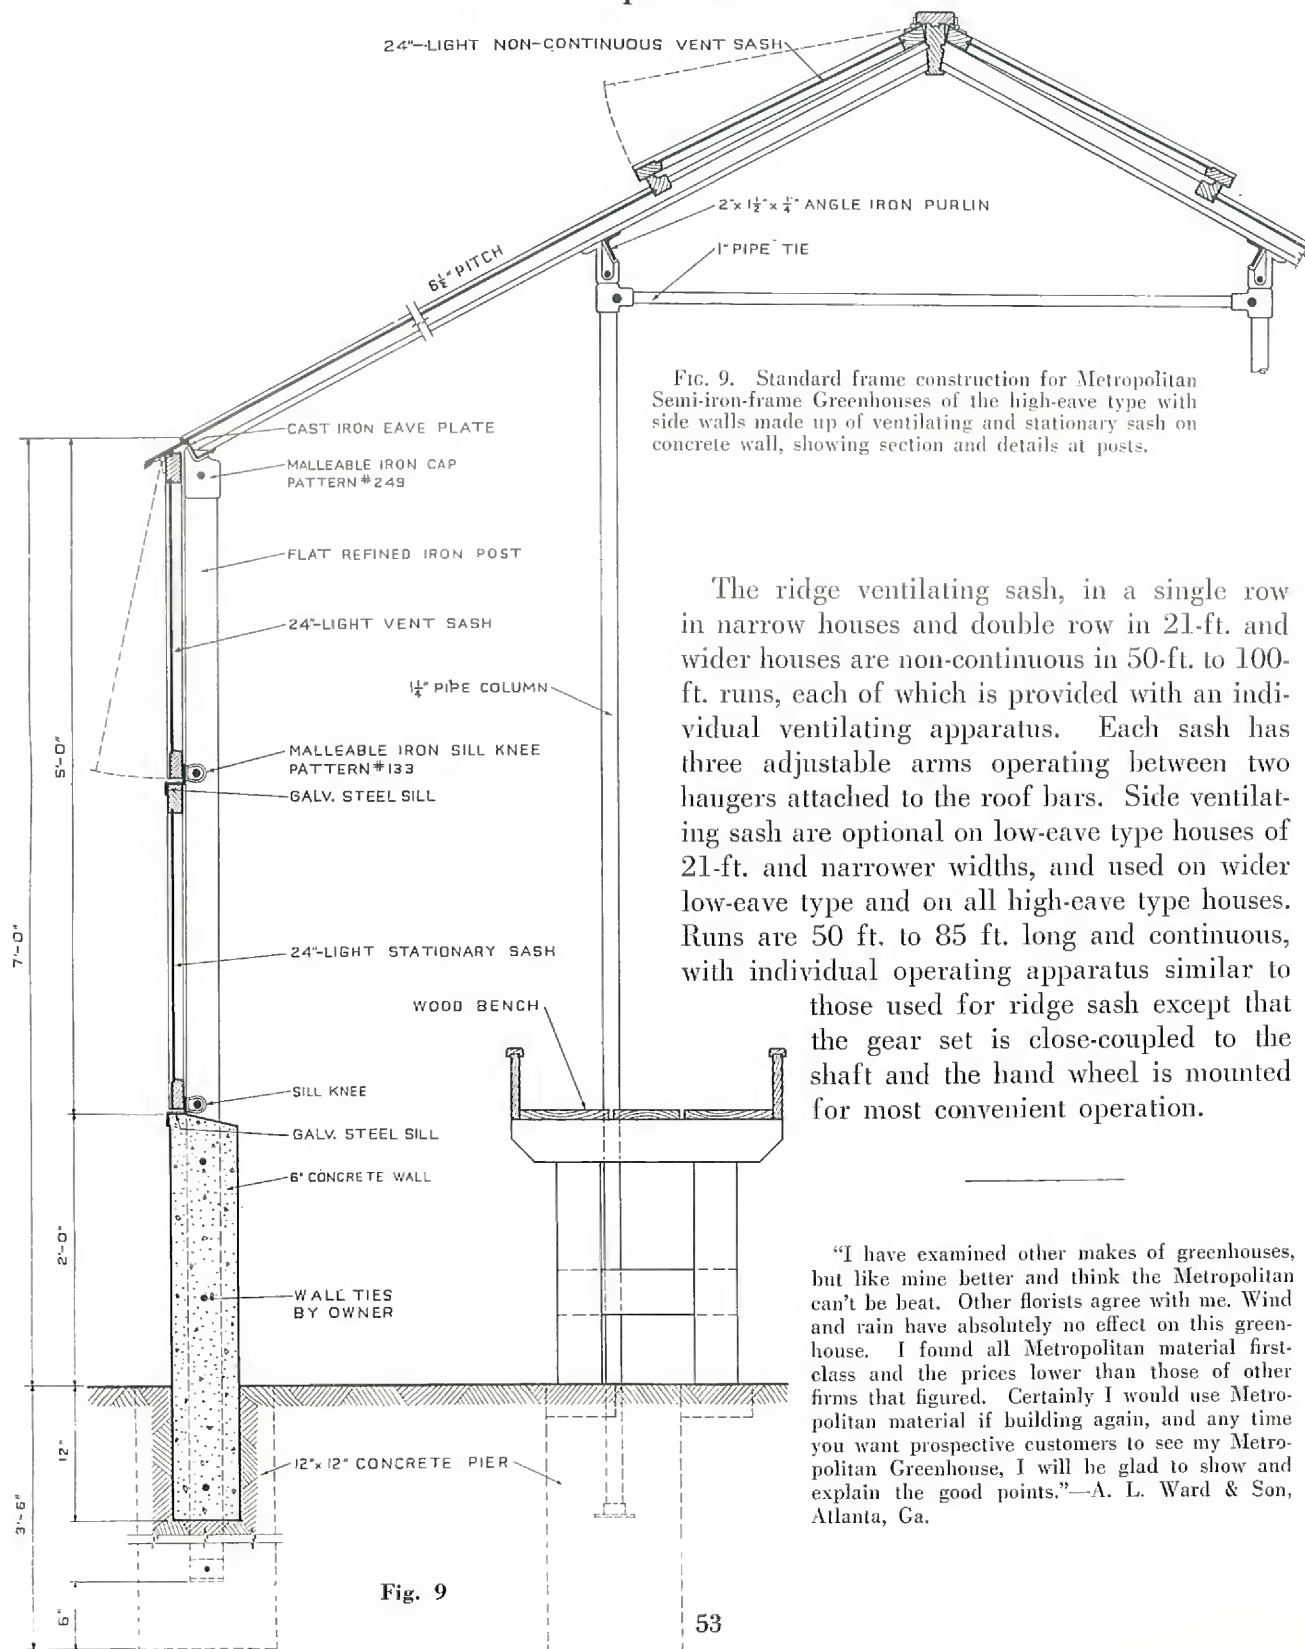 24"-LIGHT NON-CONTINUOUS VENT SASH
2"x 1½"x ¼" ANGLE IRON PURLIN
1" PIPE TIE
6½" PITCH
FIG. 9. Standard frame construction for Metropolitan
Semi-iron-frame Greenhouses of the high-eave type with
side walls made up of ventilating and stationary sash on
concrete wall, showing section and details at posts.
CAST IRON EAVE PLATE
MALLEABLE IRON CAP
PATTERN #249
FLAT REFINED IRON POST
24"-LIGHT VENT SASH
1¼" PIPE COLUMN
MALLEABLE IRON SILL KNEE
PATTERN #133
GALV. STEEL SILL
5'-0"
7'-0"
24"-LIGHT STATIONARY SASH
WOOD BENCH
SILL KNEE
GALV. STEEL SILL
6" CONCRETE WALL
2'-0"
WALL TIES
BY OWNER
12"
12"x 12" CONCRETE PIER
3'-6"
6"
The ridge ventilating sash, in a single row
in narrow houses and double row in 21-ft. and
wider houses are non-continuous in 50-ft. to 100-
ft. runs, each of which is provided with an indi-
vidual ventilating apparatus. Each sash has
three adjustable arms operating between two
hangers attached to the roof bars. Side ventilat-
ing sash are optional on low-eave type houses of
21-ft. and narrower widths, and used on wider
low-eave type and on all high-eave type houses.
Runs are 50 ft. to 85 ft. long and continuous,
with individual operating apparatus similar to
those used for ridge sash except that
the gear set is close-coupled to the
shaft and the hand wheel is mounted
for most convenient operation.
"I have examined other makes of greenhouses,
but like mine better and think the Metropolitan
can't be beat. Other florists agree with me. Wind
and rain have absolutely no effect on this green-
house. I found all Metropolitan material first-
class and the prices lower than those of other
firms that figured. Certainly I would use Metro-
politan material if building again, and any time
you want prospective customers to see my Metro-
politan Greenhouse, I will be glad to show and
explain the good points."—A. L. Ward & Son,
Atlanta, Ga.
Fig. 9
53